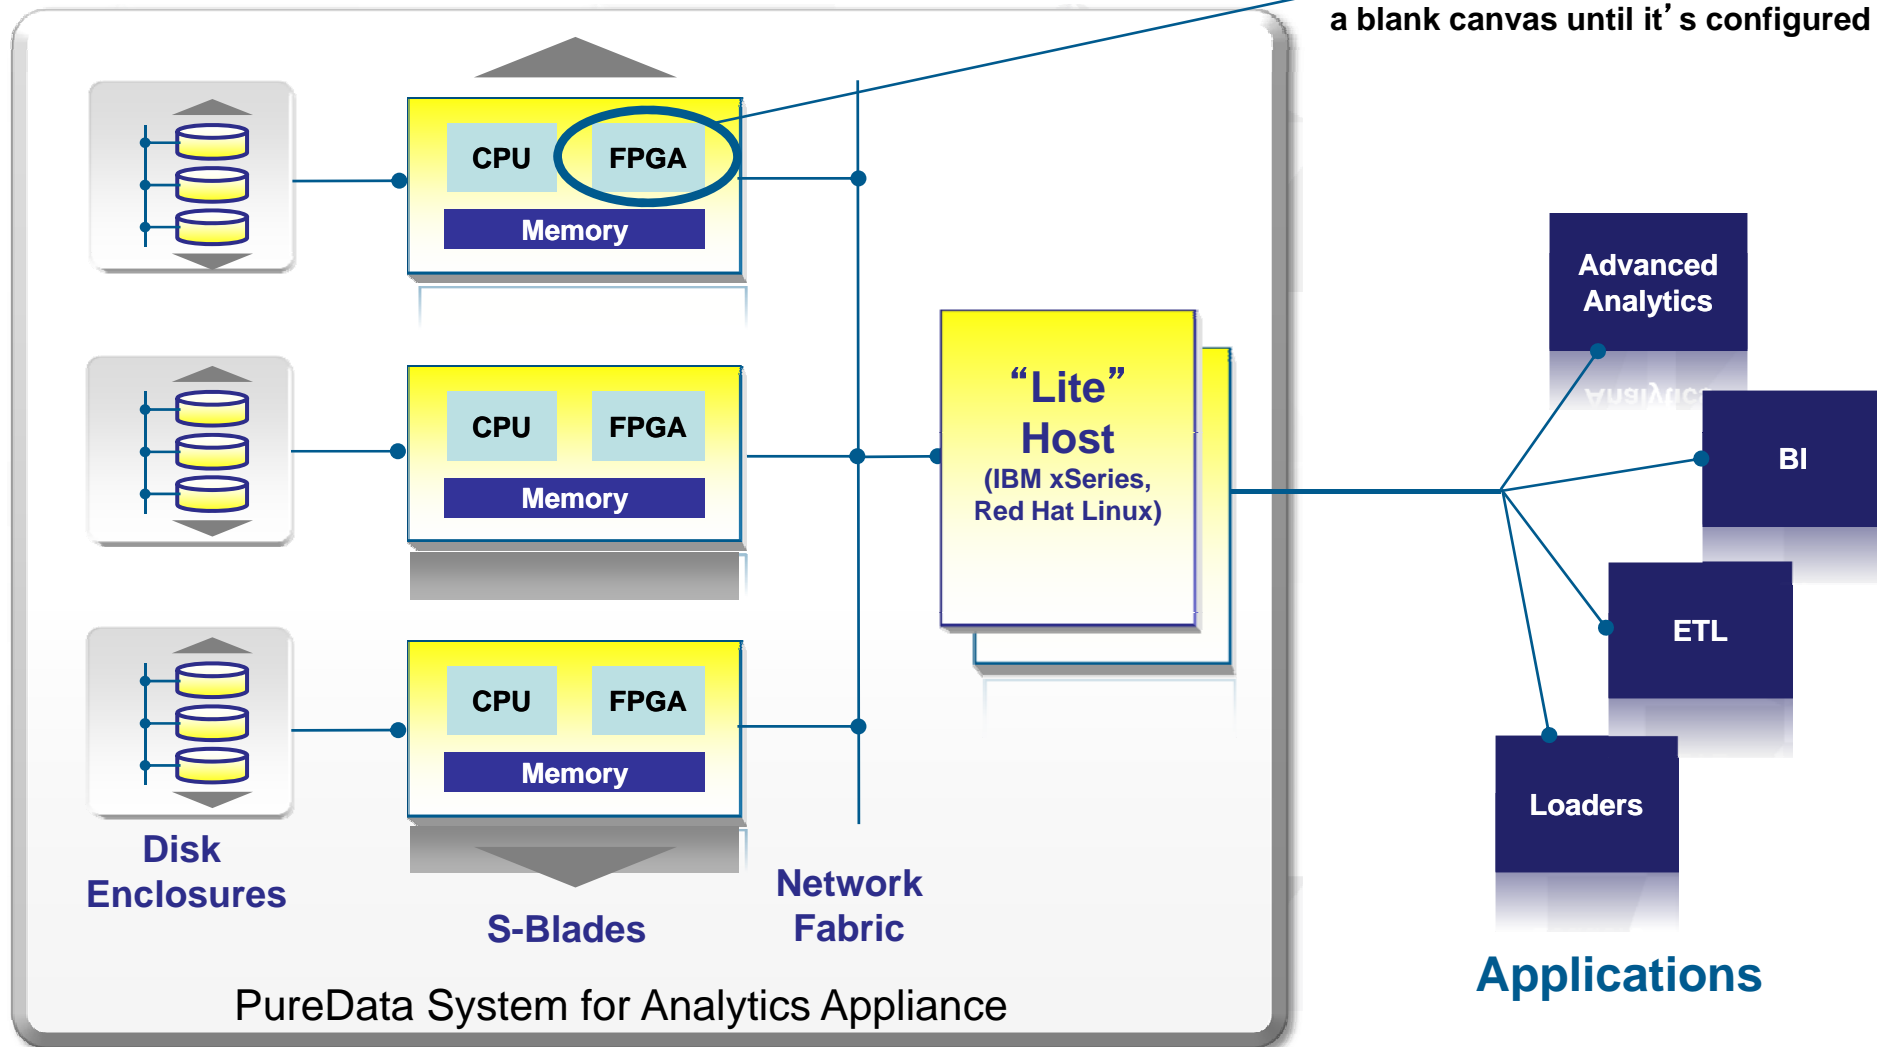 a blank canvas until it’s configured
CPU
FPGA
Memory
CPU
FPGA
Memory
CPU
FPGA
Memory
Disk
Enclosures
S-Blades
Network
Fabric
“Lite”
Host
(IBM xSeries,
Red Hat Linux)
PureData System for Analytics Appliance
Advanced
Analytics
Analytics
BI
ETL
Loaders
Applications